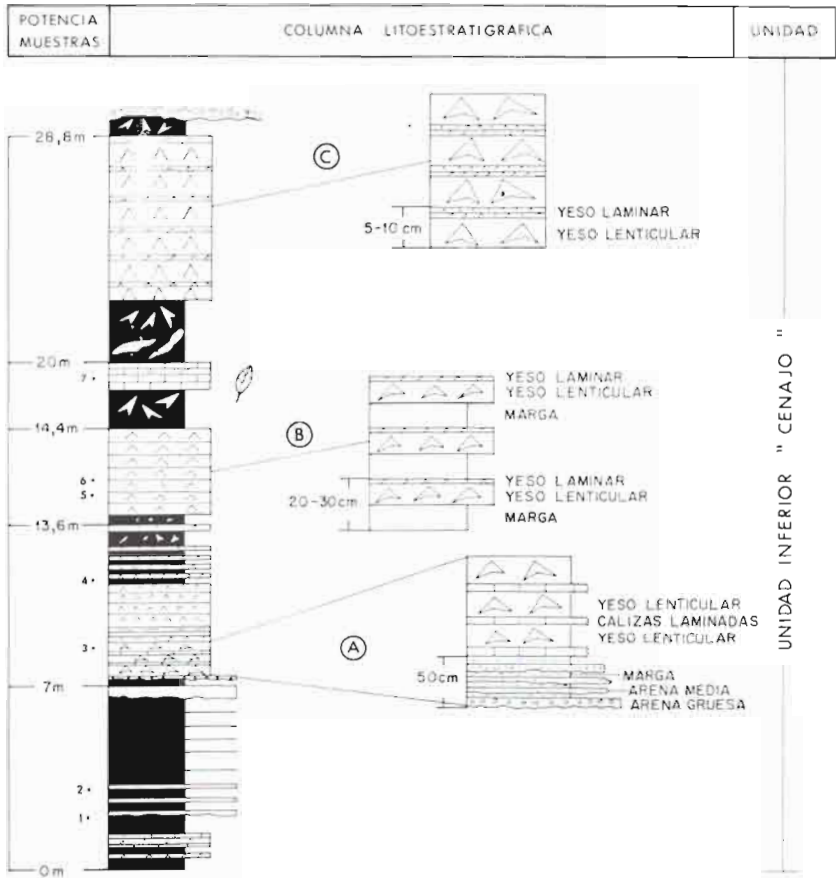 POTENCIA
MUESTRAS
COLUMNA LITOESTRATIGRAFICA
UNIDAD
28,8m
C
YESO LAMINAR
5-10 cm
YESO LENTICULAR
20m
7
YESO LAMINAR
YESO LENTICULAR
MARGA
14,4m
B
6
5
YESO LAMINAR
20-30cm
YESO LENTICULAR
MARGA
13,6m
4
YESO LENTICULAR
CALIZAS LAMINADAS
YESO LENTICULAR
3
A
50cm
MARGA
ARENA MEDIA
ARENA GRUESA
7m
2
1
0m
UNIDAD INFERIOR " CENAJO "